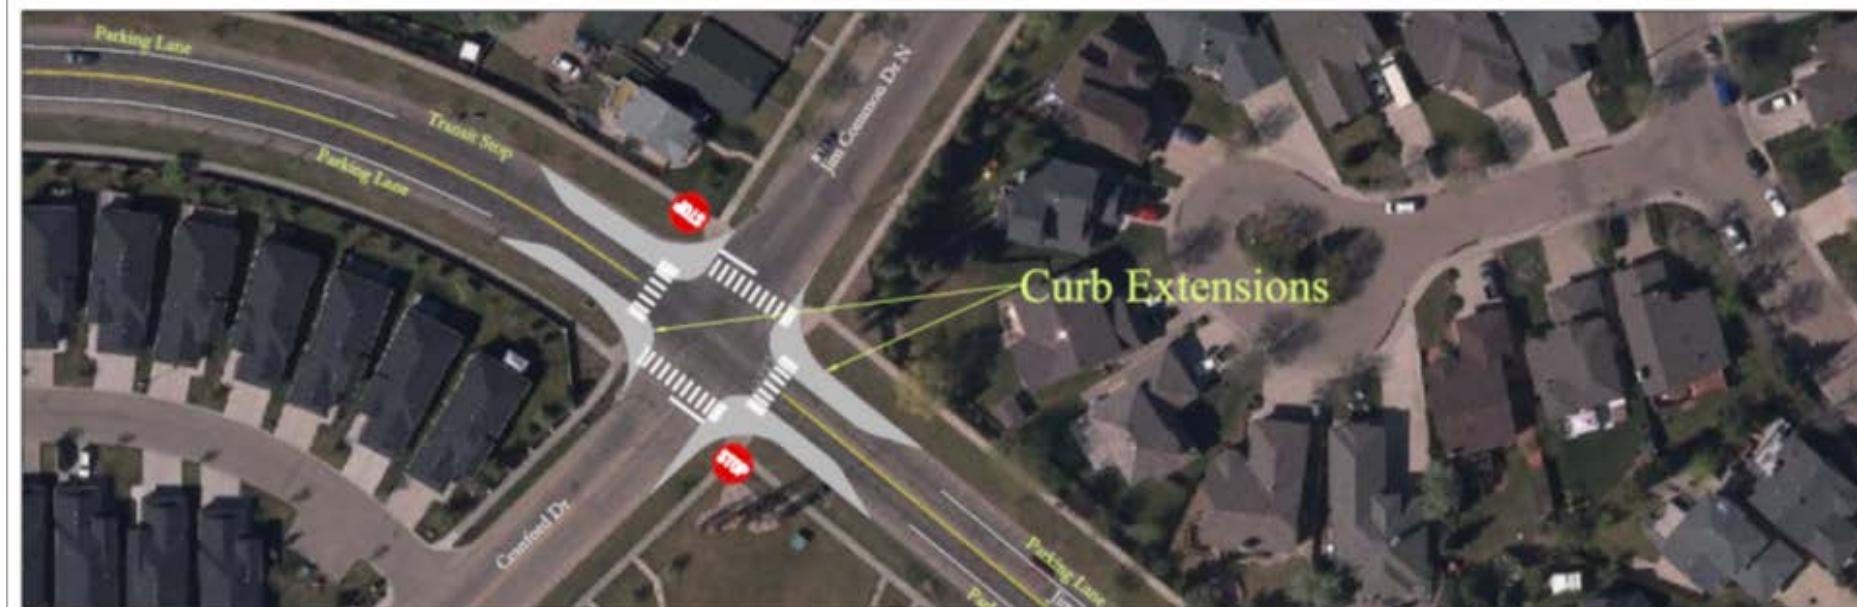 Parking Lane
Transit Stop
Parking Lane
Jim Common Dr N
STOP
Curb Extensions
STOP
Cranford Dr
Parking Lane